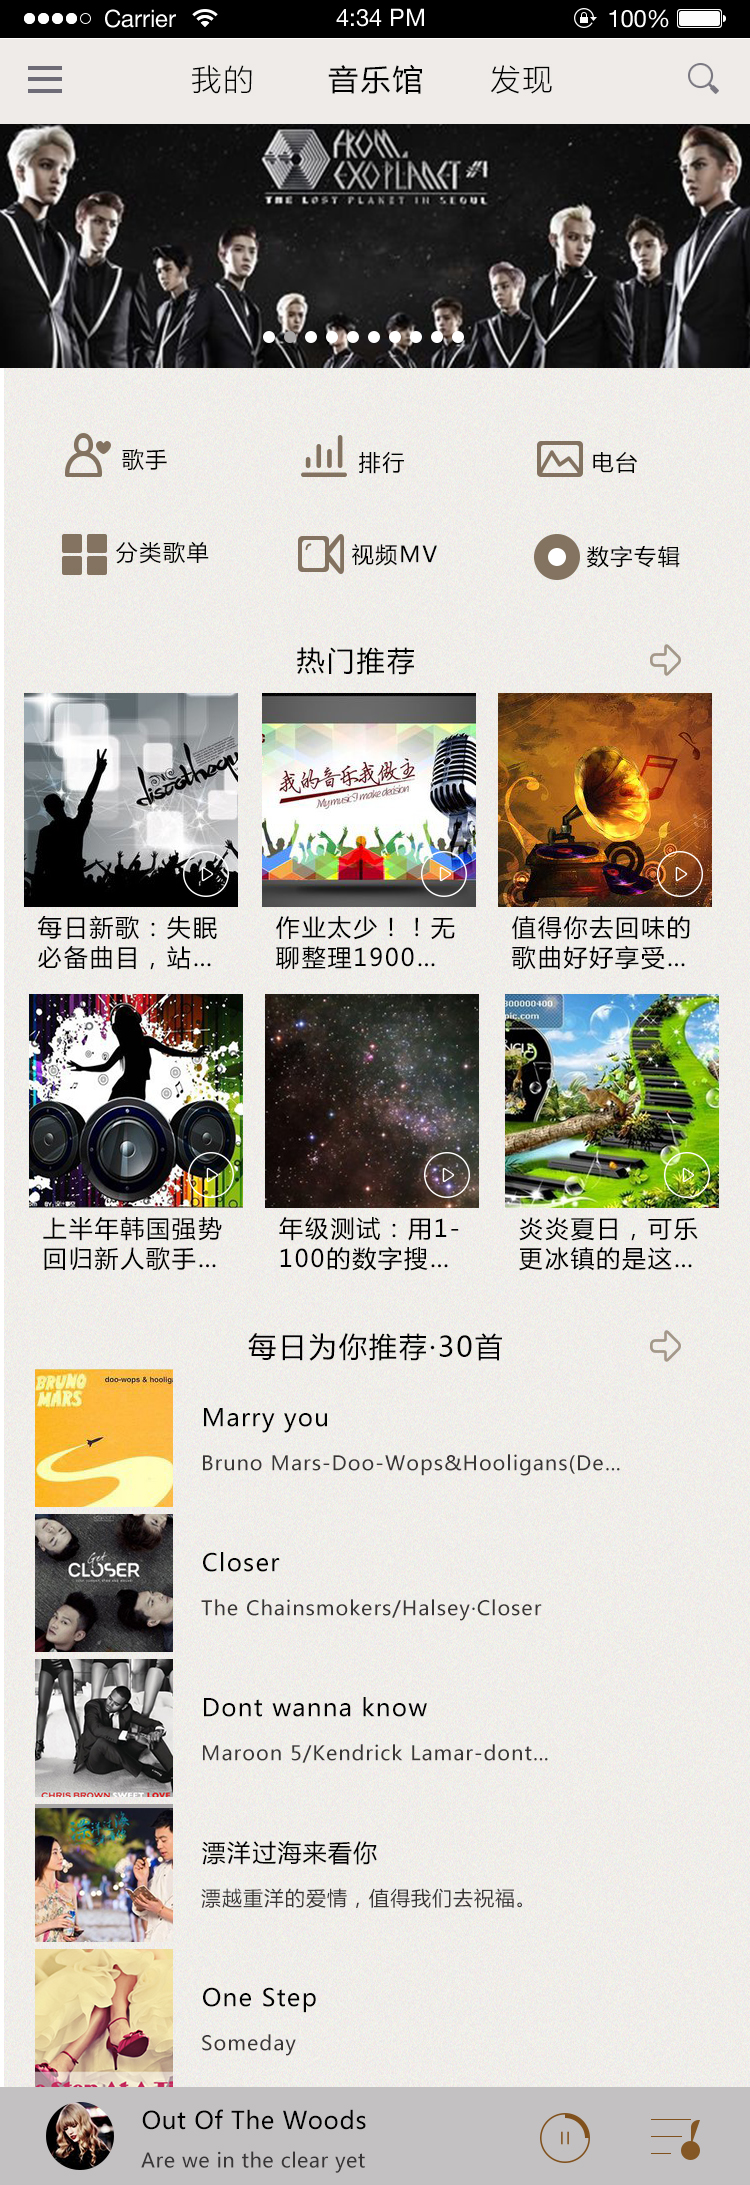 Carrier 4:34 PM 100%
我的 音乐馆 发现
FROM.
EXOPLANET #1
THE LOST PLANET IN SEOUL
歌手 排行 电台
分类歌单 视频MV 数字专辑
热门推荐
discotheque
我的音乐我做主
My music I make decision
每日新歌：失眠
必备曲目，站...
作业太少！！无
聊整理1900...
值得你去回味的
歌曲好好享受...
上半年韩国强势
回归新人歌手...
年级测试：用1-
100的数字搜...
炎炎夏日，可乐
更冰镇的是这...
每日为你推荐·30首
BRUNO
MARS
doo-wops & hoolig
Marry you
Bruno Mars-Doo-Wops&Hooligans(De...
Get
CLOSER
Closer
The Chainsmokers/Halsey·Closer
CHRIS BROWN SWEET LOVE
Dont wanna know
Maroon 5/Kendrick Lamar-dont...
漂洋过海来看你
漂越重洋的爱情，值得我们去祝福。
One Step
Someday
Out Of The Woods
Are we in the clear yet